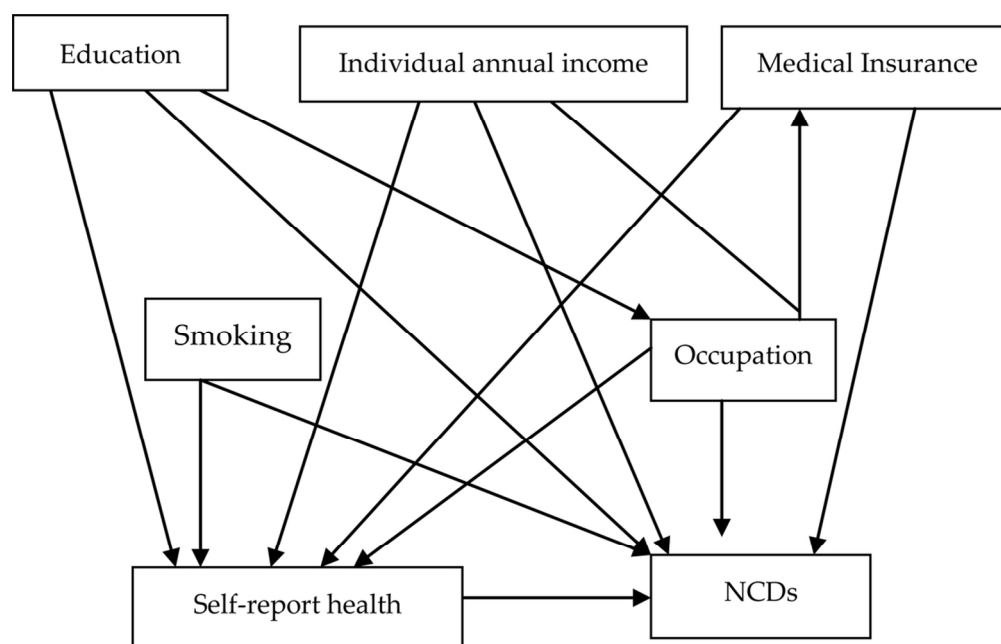 Education
Individual annual income
Medical Insurance
Smoking
Occupation
Self-report health
NCDs